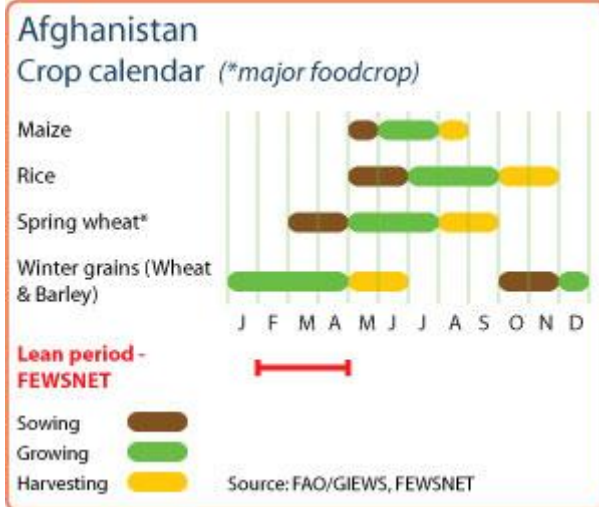 Afghanistan
Crop calendar (*major foodcrop)
Maize
Rice
Spring wheat*
Winter grains (Wheat
& Barley)
J F M A M J J A S O N D
Lean period -
FEWSNET
Sowing
Growing
Harvesting
Source: FAO/GIEWS, FEWSNET